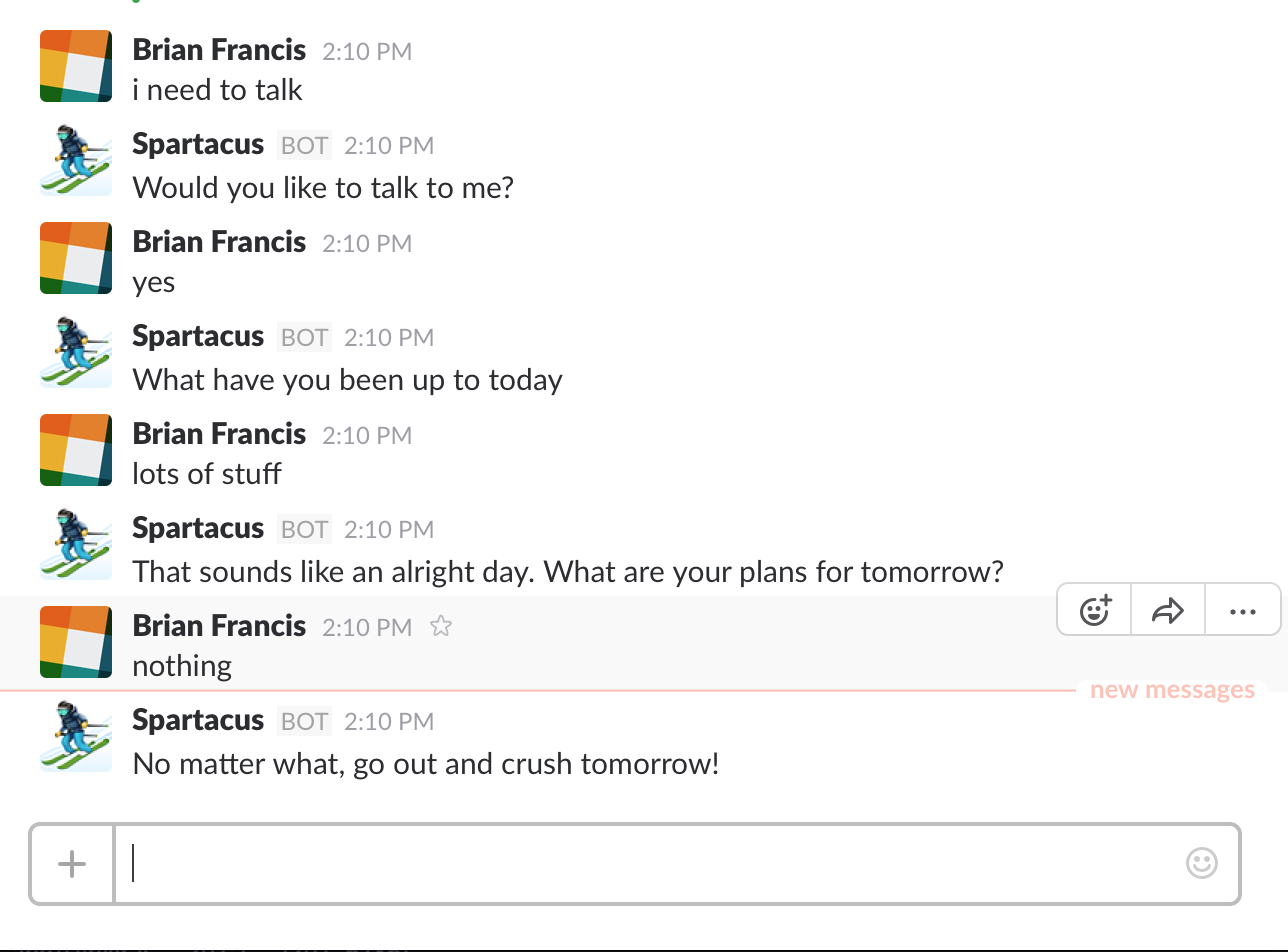 Brian Francis 2:10 PM
i need to talk
Spartacus BOT 2:10 PM
Would you like to talk to me?
Brian Francis 2:10 PM
yes
Spartacus BOT 2:10 PM
What have you been up to today
Brian Francis 2:10 PM
lots of stuff
Spartacus BOT 2:10 PM
That sounds like an alright day. What are your plans for tomorrow?
Brian Francis 2:10 PM
nothing
new messages
Spartacus BOT 2:10 PM
No matter what, go out and crush tomorrow!